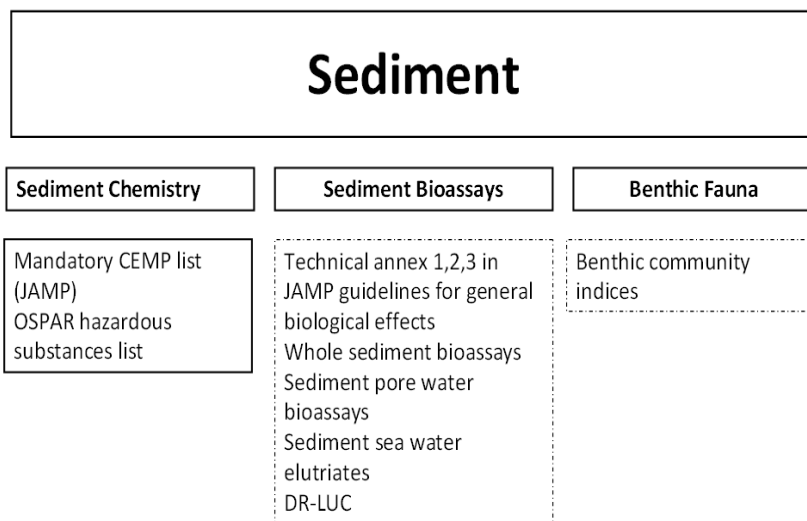 Sediment
Sediment Chemistry
Sediment Bioassays
Benthic Fauna
Mandatory CEMP list
(JAMP)
OSPAR hazardous
substances list
Technical annex 1,2,3 in
JAMP guidelines for general
biological effects
Whole sediment bioassays
Sediment pore water
bioassays
Sediment sea water
elutriates
DR-LUC
Benthic community
indices